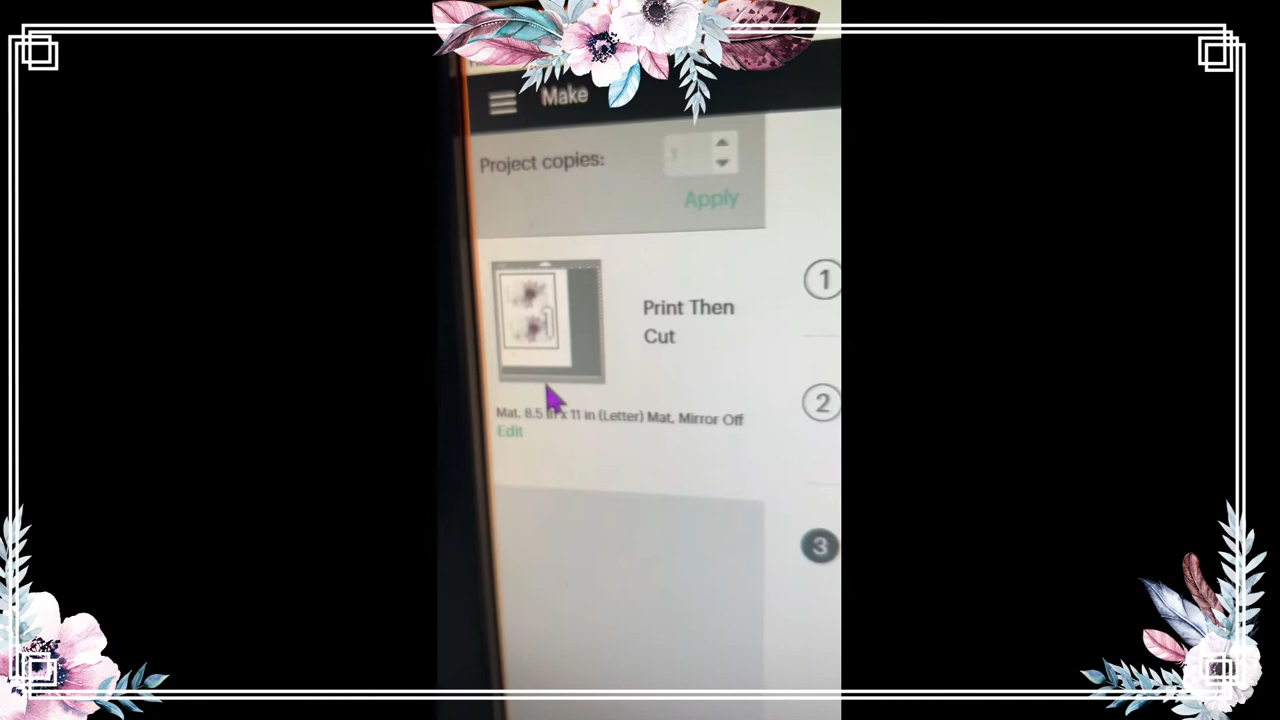 Make
Project copies:
1
Apply
Print Then
Cut
Mat, 8.5 in x 11 in (Letter) Mat, Mirror Off
Edit
1
2
3